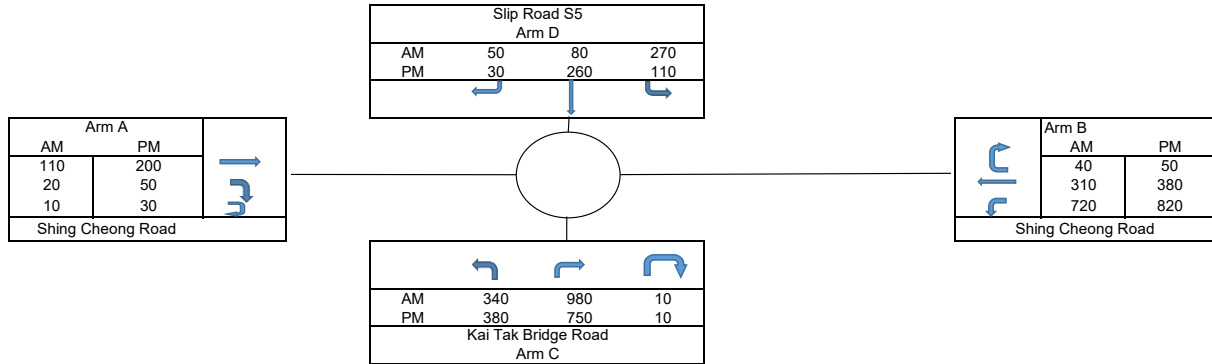 Slip Road S5
Arm D
AM 50 80 270
PM 30 260 110
Arm A
AM PM
110 200
20 50
10 30
Shing Cheong Road
Arm B
AM PM
40 50
310 380
720 820
Shing Cheong Road
AM 340 980 10
PM 380 750 10
Kai Tak Bridge Road
Arm C